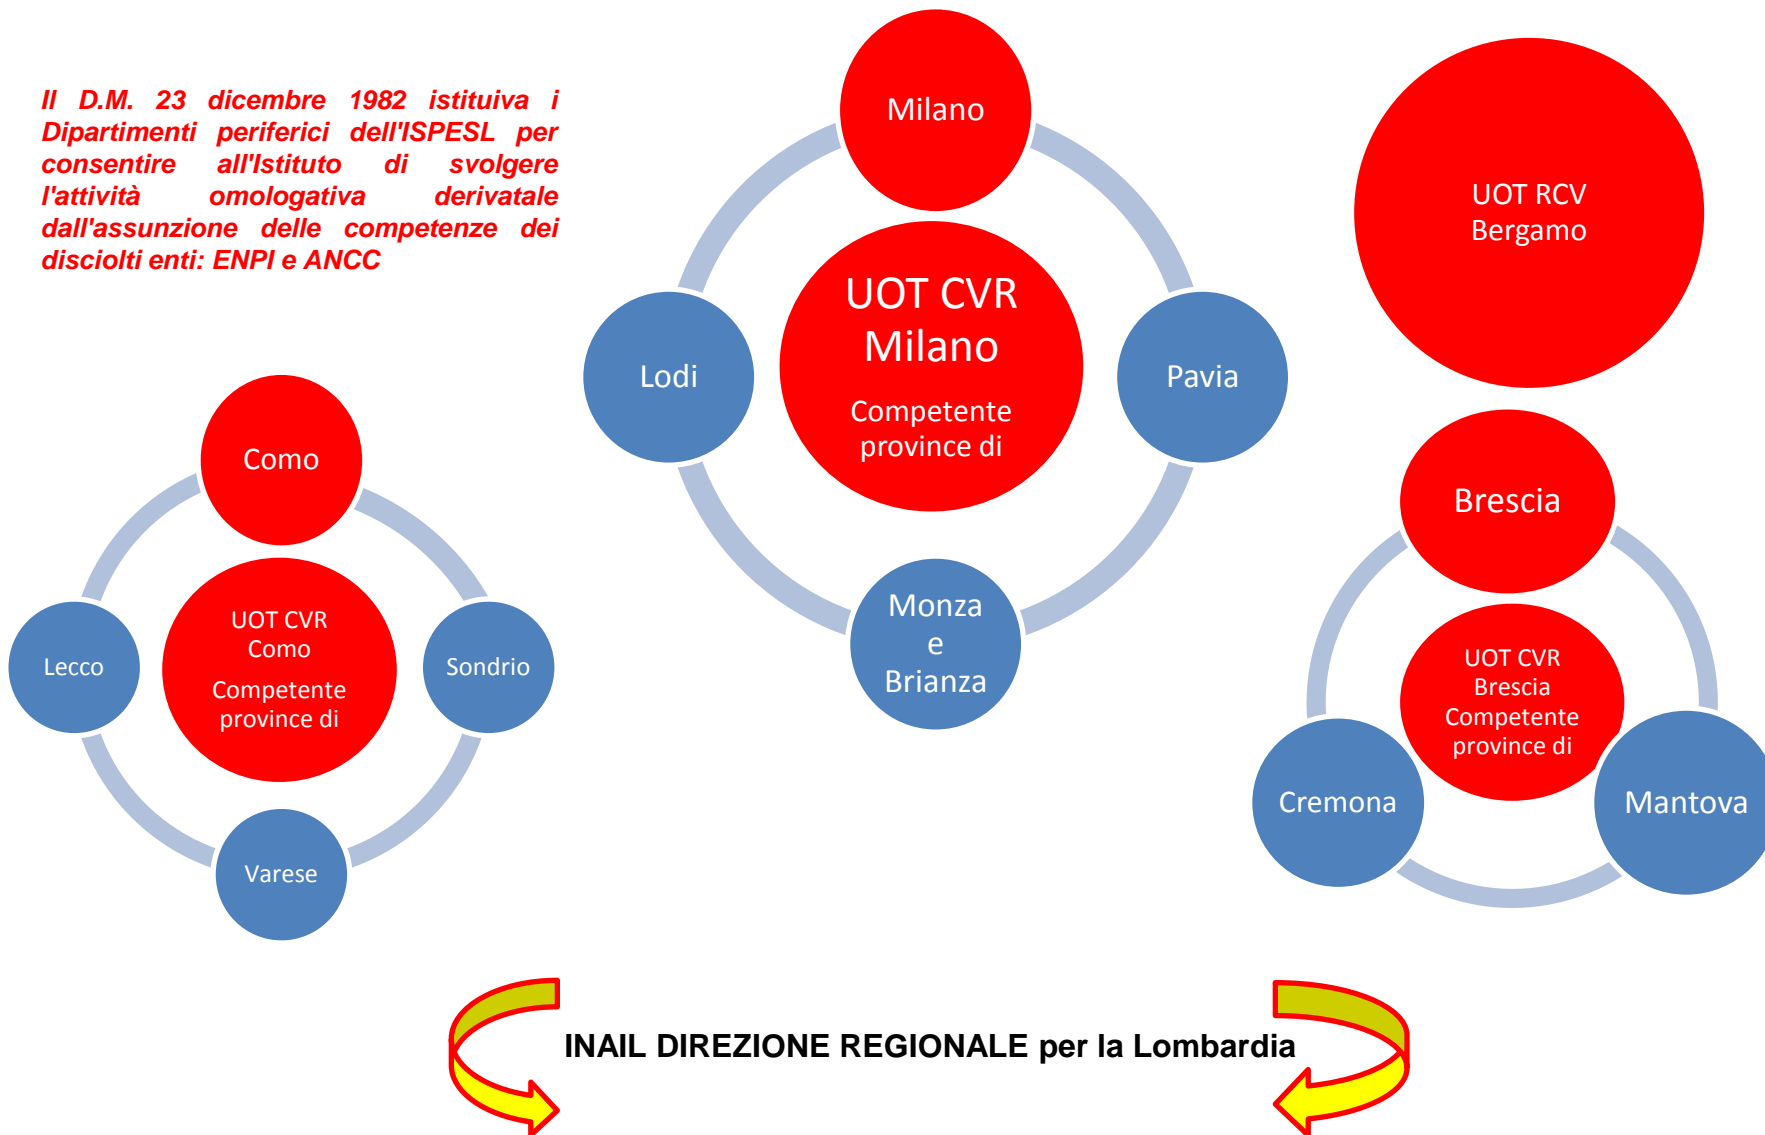 Il D.M. 23 dicembre 1982 istituiva i
Dipartimenti periferici dell'ISPESL per
consentire all'Istituto di svolgere
l'attività omologativa derivatale
dall'assunzione delle competenze dei
disciolti enti: ENPI e ANCC
Milano
UOT CVR
Milano
Competente
province di
Lodi
Pavia
Monza
e
Brianza
UOT RCV
Bergamo
Como
UOT CVR
Como
Competente
province di
Lecco
Sondrio
Varese
Brescia
UOT CVR
Brescia
Competente
province di
Cremona
Mantova
INAIL DIREZIONE REGIONALE per la Lombardia